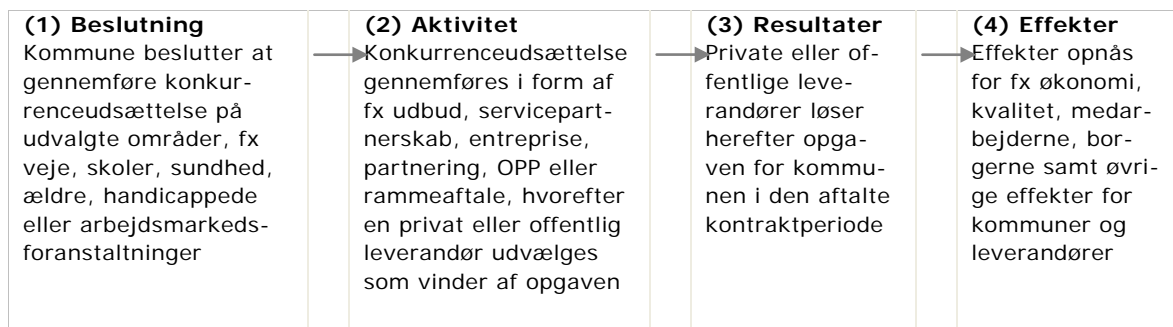 (1) Beslutning
Kommune beslutter at
gennemføre konkur-
renceudsættelse på
udvalgte områder, fx
veje, skoler, sundhed,
ældre, handicappede
eller arbejdsmarkeds-
foranstaltninger
(2) Aktivitet
Konkurrenceudsættelse
gennemføres i form af
fx udbud, servicepart-
nerskab, entreprise,
partnering, OPP eller
rammeaftale, hvorefter
en privat eller offentlig
leverandør udvælges
som vinder af opgaven
(3) Resultater
Private eller of-
fentlige leve-
randører løser
herefter opga-
ven for kommu-
nen i den aftalte
kontraktperiode
(4) Effekter
Effekter opnås
for fx økonomi,
kvalitet, medar-
bejderne, bor-
gerne samt øvri-
ge effekter for
kommuner og
leverandører